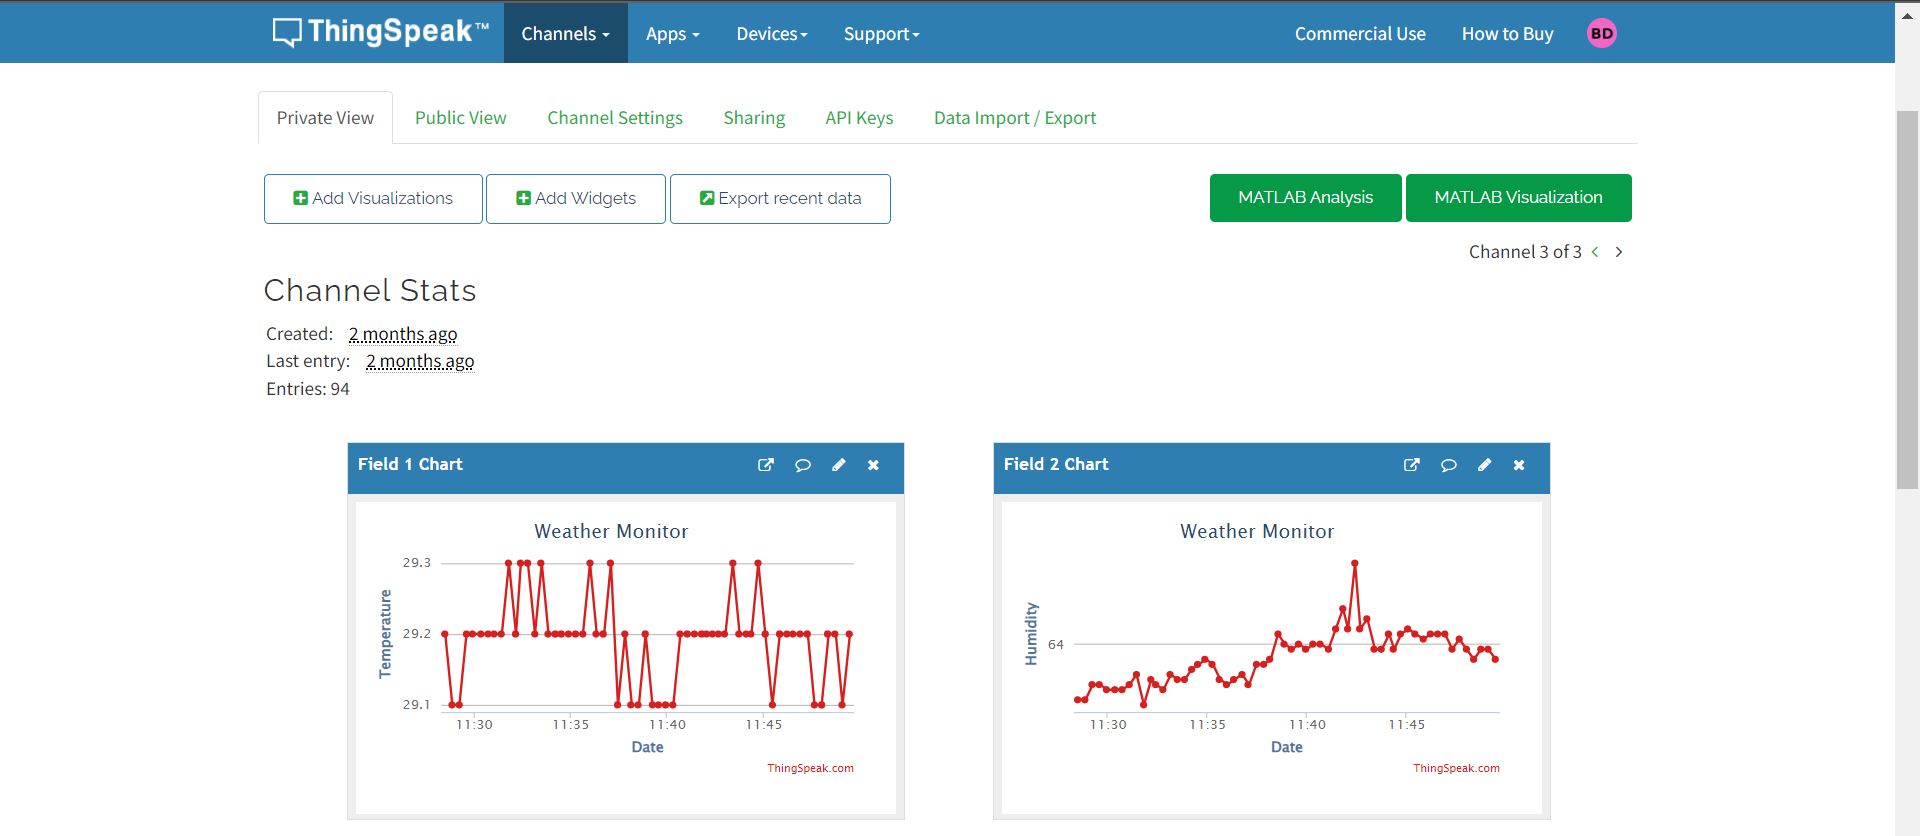 ThingSpeak™ Channels Apps Devices Support Commercial Use How to Buy BD
Private View Public View Channel Settings Sharing API Keys Data Import / Export
Add Visualizations Add Widgets Export recent data MATLAB Analysis MATLAB Visualization
Channel 3 of 3 < >
Channel Stats
Created: 2 months ago
Last entry: 2 months ago
Entries: 94
Field 1 Chart
Weather Monitor
Temperature
29.3
29.2
29.1
11:30 11:35 11:40 11:45
Date
ThingSpeak.com
Field 2 Chart
Weather Monitor
Humidity
64
11:30 11:35 11:40 11:45
Date
ThingSpeak.com